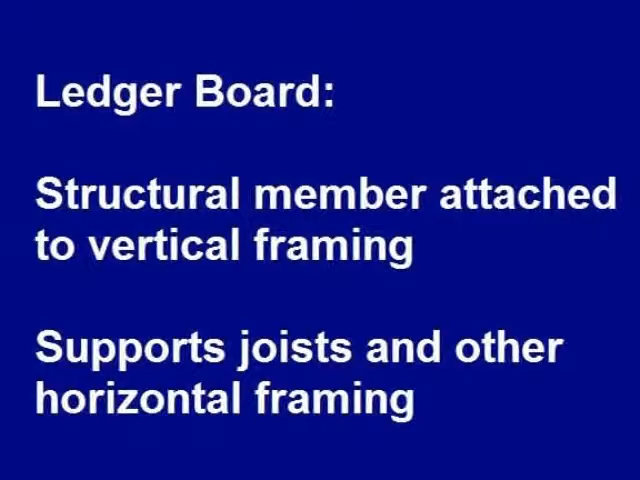 Ledger Board:
Structural member attached
to vertical framing
Supports joists and other
horizontal framing